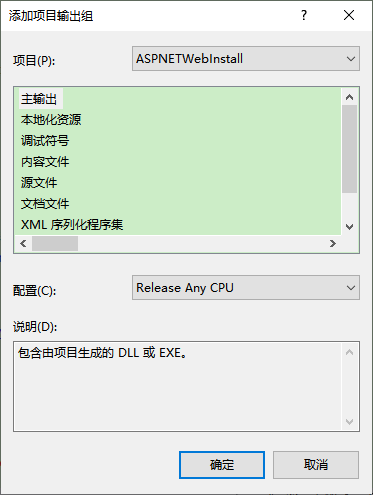 添加项目输出组
项目(P): ASPNETWebInstall
主输出
本地化资源
调试符号
内容文件
源文件
文档文件
XML 序列化程序集
配置(C): Release Any CPU
说明(D):
包含由项目生成的 DLL 或 EXE。
确定 取消